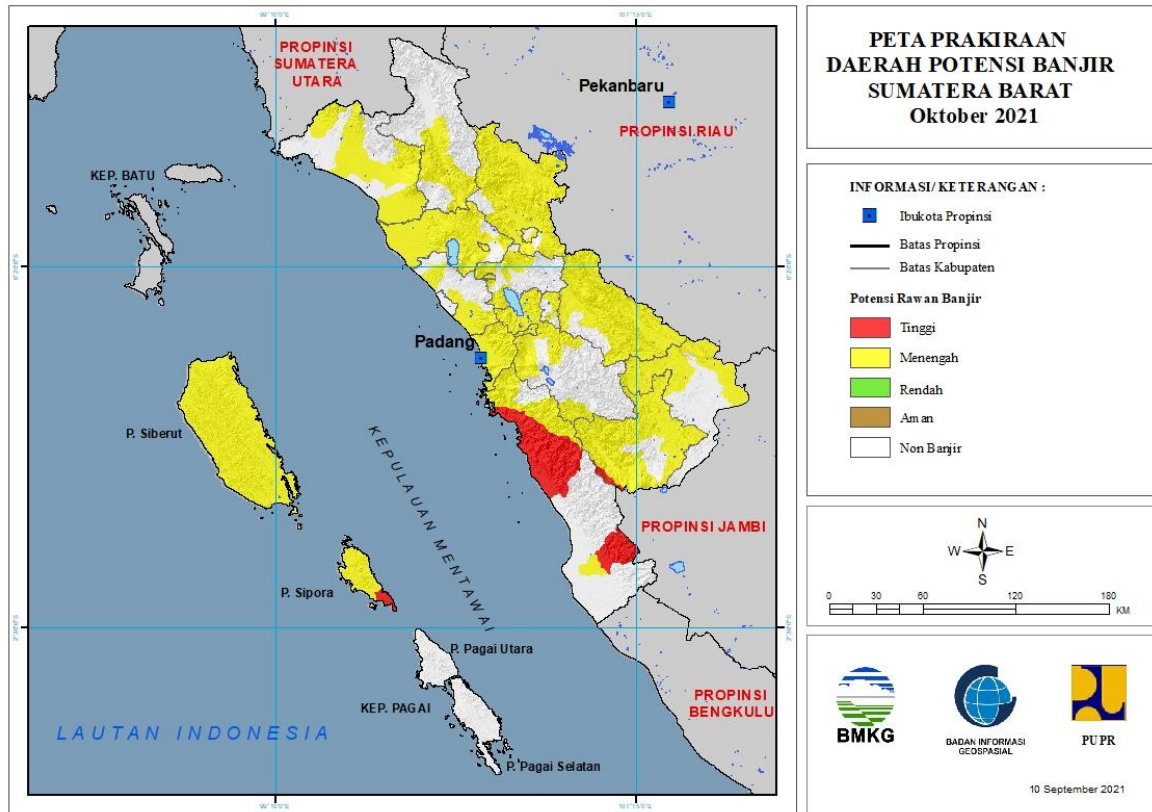 PROPINSI
SUMATERA
UTARA
Pekanbaru
PROPINSI RIAU
KEP. BATU
Padang
P. Siberut
KEPULAUAN MENTAWAI
PROPINSI JAMBI
P. Sipora
P. Pagai Utara
KEP. PAGAI
PROPINSI
BENGKULU
LAUTAN INDONESIA
P. Pagai Selatan
PETA PRAKIRAAN
DAERAH POTENSI BANJIR
SUMATERA BARAT
Oktober 2021
INFORMASI/ KETERANGAN :
Ibukota Propinsi
Batas Propinsi
Batas Kabupaten
Potensi Rawan Banjir
Tinggi
Menengah
Rendah
Aman
Non Banjir
N
W E
S
0 30 60 120 180
KM
BMKG
BADAN INFORMASI
GEOSPASIAL
PUPR
10 September 2021